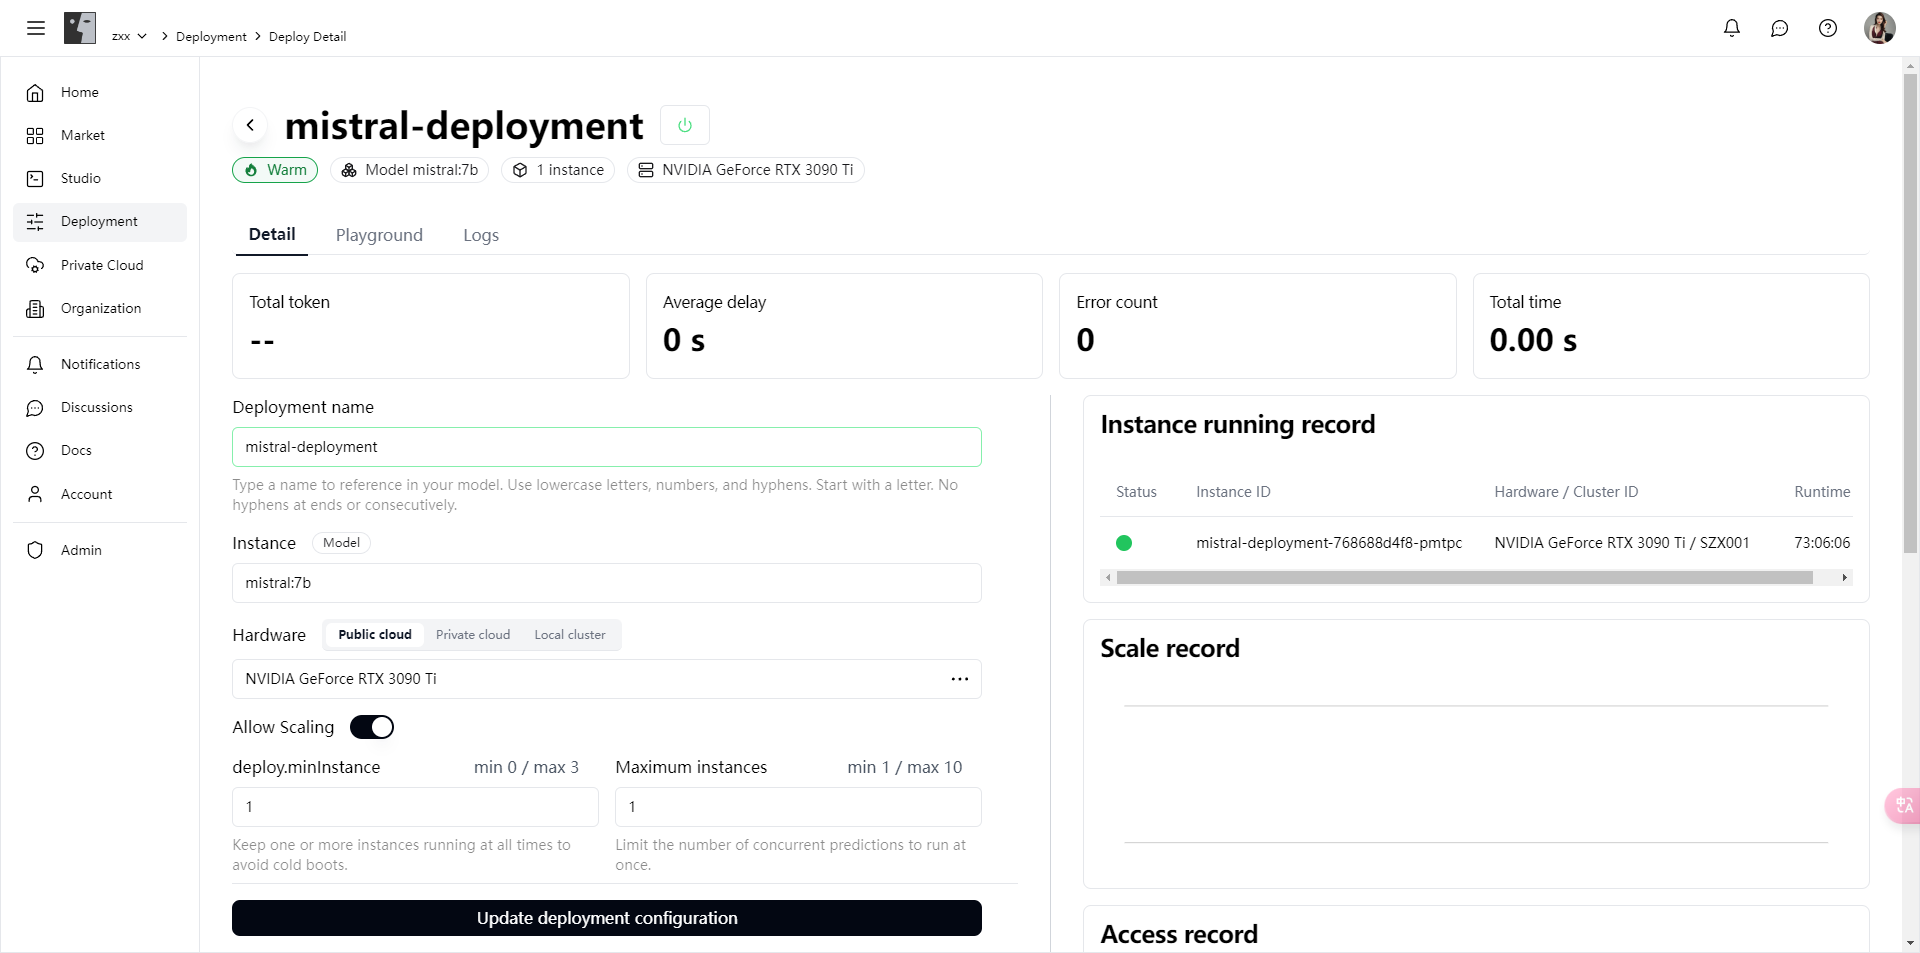 zxx
Deployment
Deploy Detail
Home
Market
Studio
Deployment
Private Cloud
Organization
Notifications
Discussions
Docs
Account
Admin
mistral-deployment
Warm
Model mistral:7b
1 instance
NVIDIA GeForce RTX 3090 Ti
Detail
Playground
Logs
Total token
--
Average delay
0 s
Error count
0
Total time
0.00 s
Deployment name
mistral-deployment
Type a name to reference in your model. Use lowercase letters, numbers, and hyphens. Start with a letter. No
hyphens at ends or consecutively.
Instance
Model
mistral:7b
Hardware
Public cloud
Private cloud
Local cluster
NVIDIA GeForce RTX 3090 Ti
Allow Scaling
deploy.minInstance
min 0 / max 3
1
Keep one or more instances running at all times to
avoid cold boots.
Maximum instances
min 1 / max 10
1
Limit the number of concurrent predictions to run at
once.
Update deployment configuration
Instance running record
Status
Instance ID
Hardware / Cluster ID
Runtime
mistral-deployment-768688d4f8-pmtpc
NVIDIA GeForce RTX 3090 Ti / SZX001
73:06:06
Scale record
Access record
中A